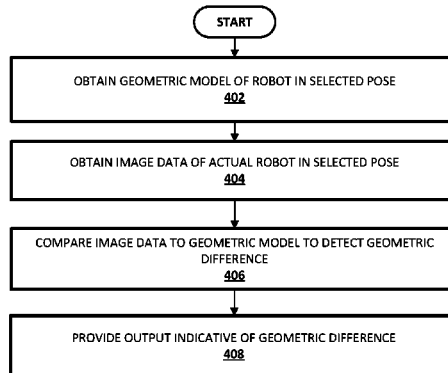 START
OBTAIN GEOMETRIC MODEL OF ROBOT IN SELECTED POSE
402
OBTAIN IMAGE DATA OF ACTUAL ROBOT IN SELECTED POSE
404
COMPARE IMAGE DATA TO GEOMETRIC MODEL TO DETECT GEOMETRIC
DIFFERENCE
406
PROVIDE OUTPUT INDICATIVE OF GEOMETRIC DIFFERENCE
408